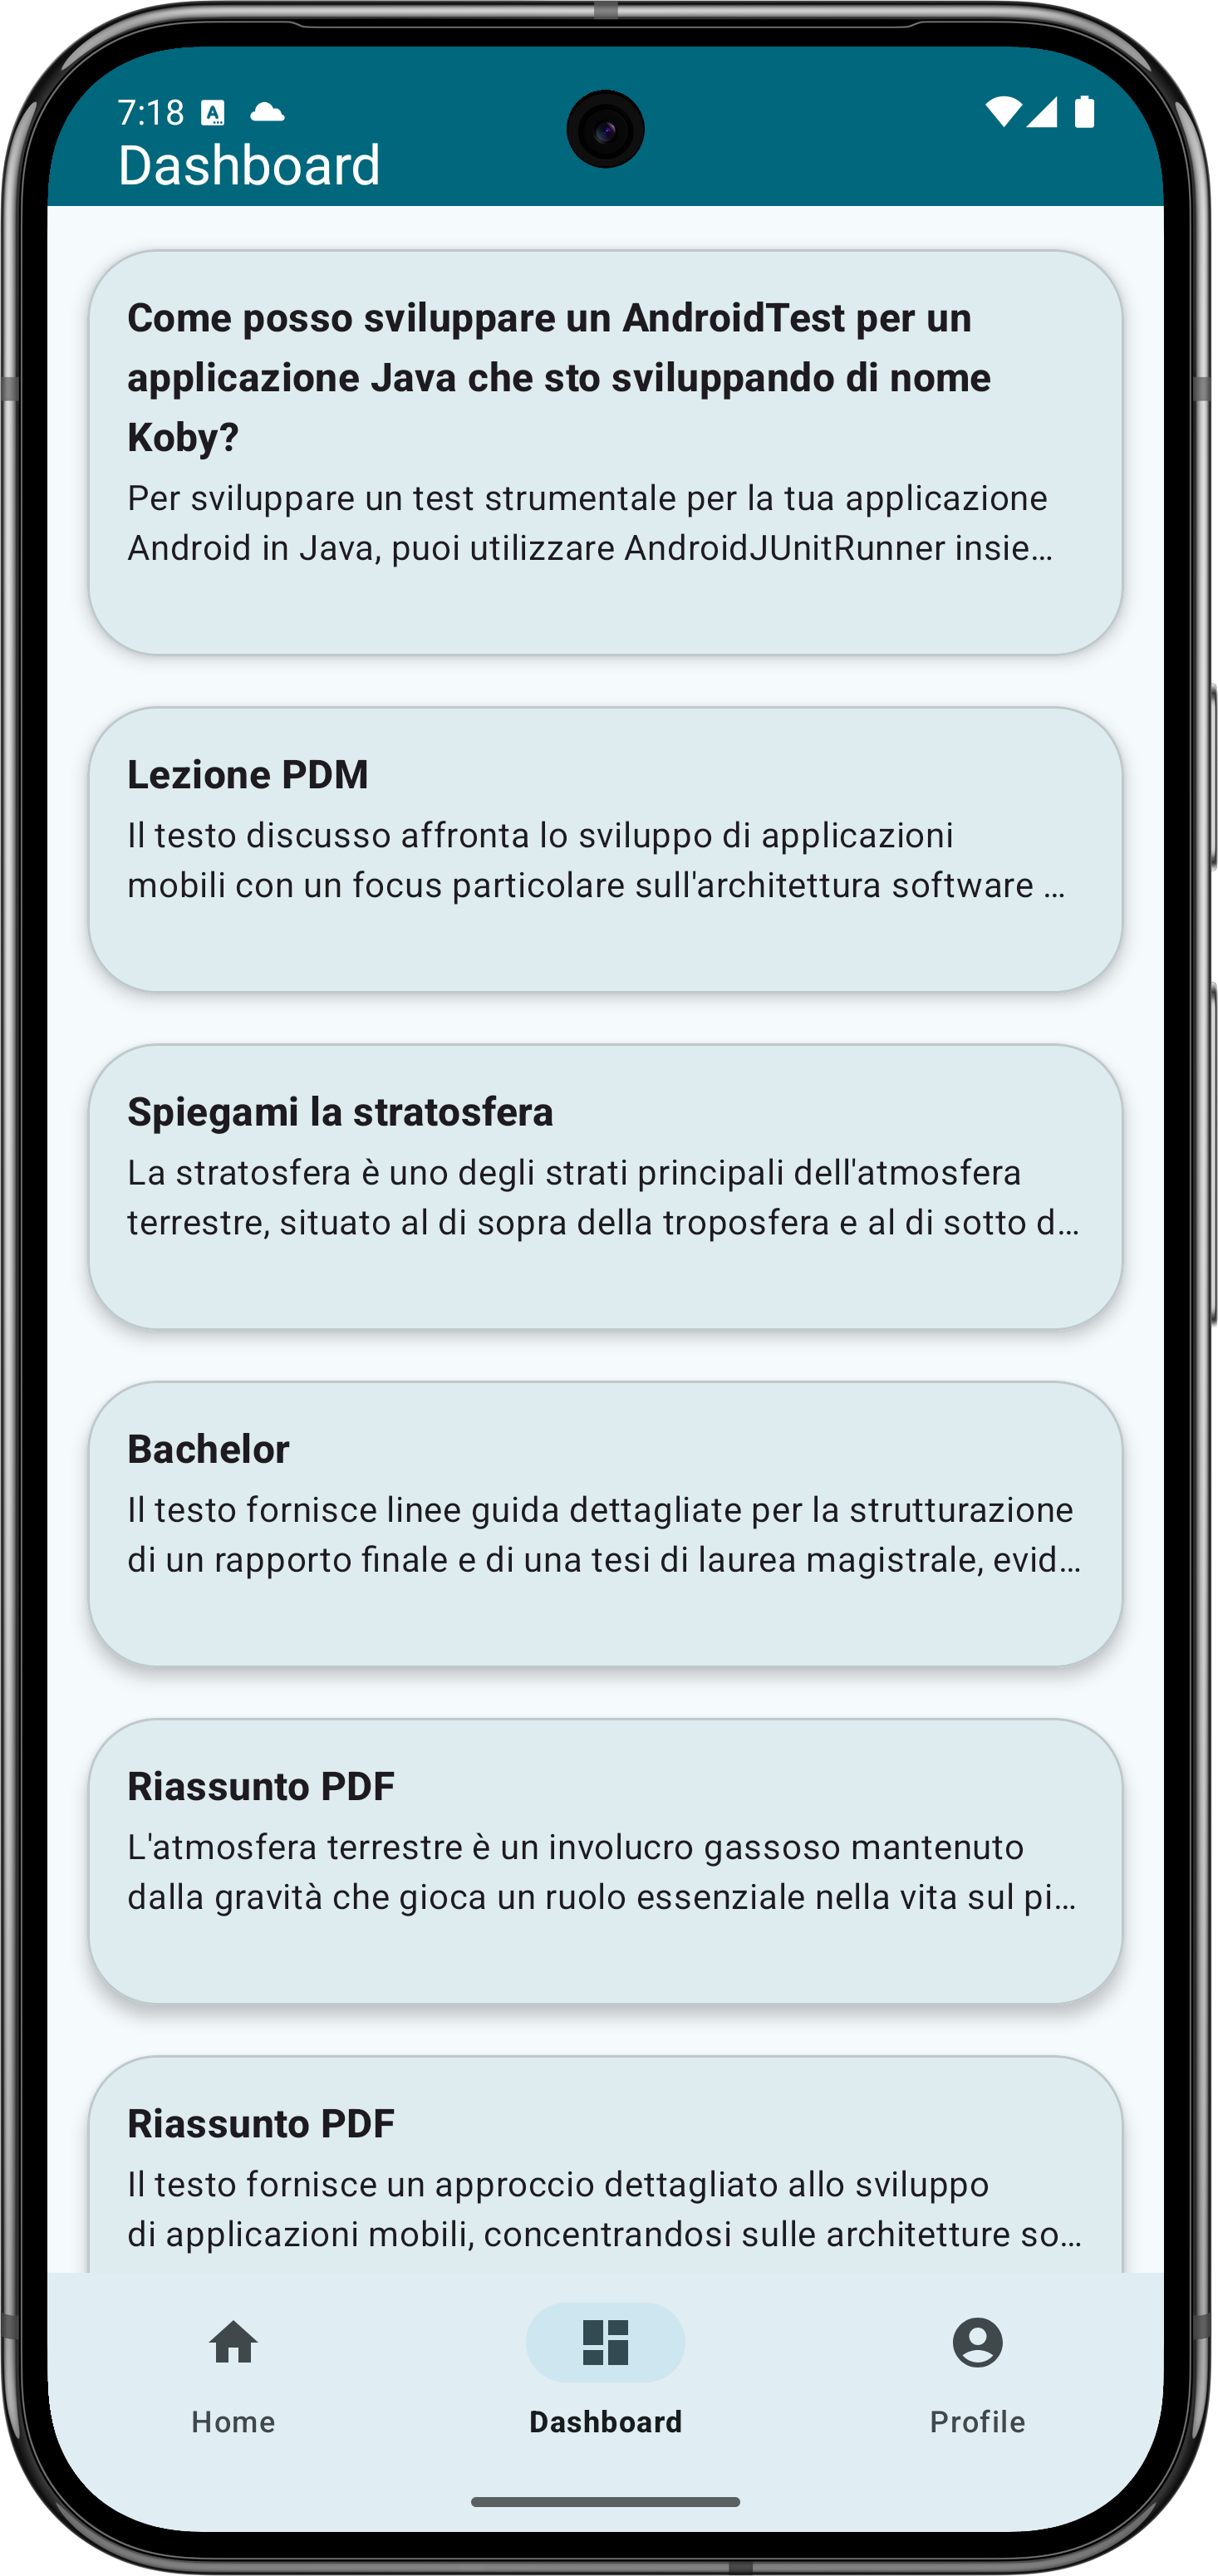 7:18
Dashboard
Come posso sviluppare un AndroidTest per un
applicazione Java che sto sviluppando di nome
Koby?
Per sviluppare un test strumentale per la tua applicazione
Android in Java, puoi utilizzare AndroidJUnitRunner insie…
Lezione PDM
Il testo discusso affronta lo sviluppo di applicazioni
mobili con un focus particolare sull'architettura software …
Spiegami la stratosfera
La stratosfera è uno degli strati principali dell'atmosfera
terrestre, situato al di sopra della troposfera e al di sotto d…
Bachelor
Il testo fornisce linee guida dettagliate per la strutturazione
di un rapporto finale e di una tesi di laurea magistrale, evid…
Riassunto PDF
L'atmosfera terrestre è un involucro gassoso mantenuto
dalla gravità che gioca un ruolo essenziale nella vita sul pi…
Riassunto PDF
Il testo fornisce un approccio dettagliato allo sviluppo
di applicazioni mobili, concentrandosi sulle architetture so…
Home
Dashboard
Profile